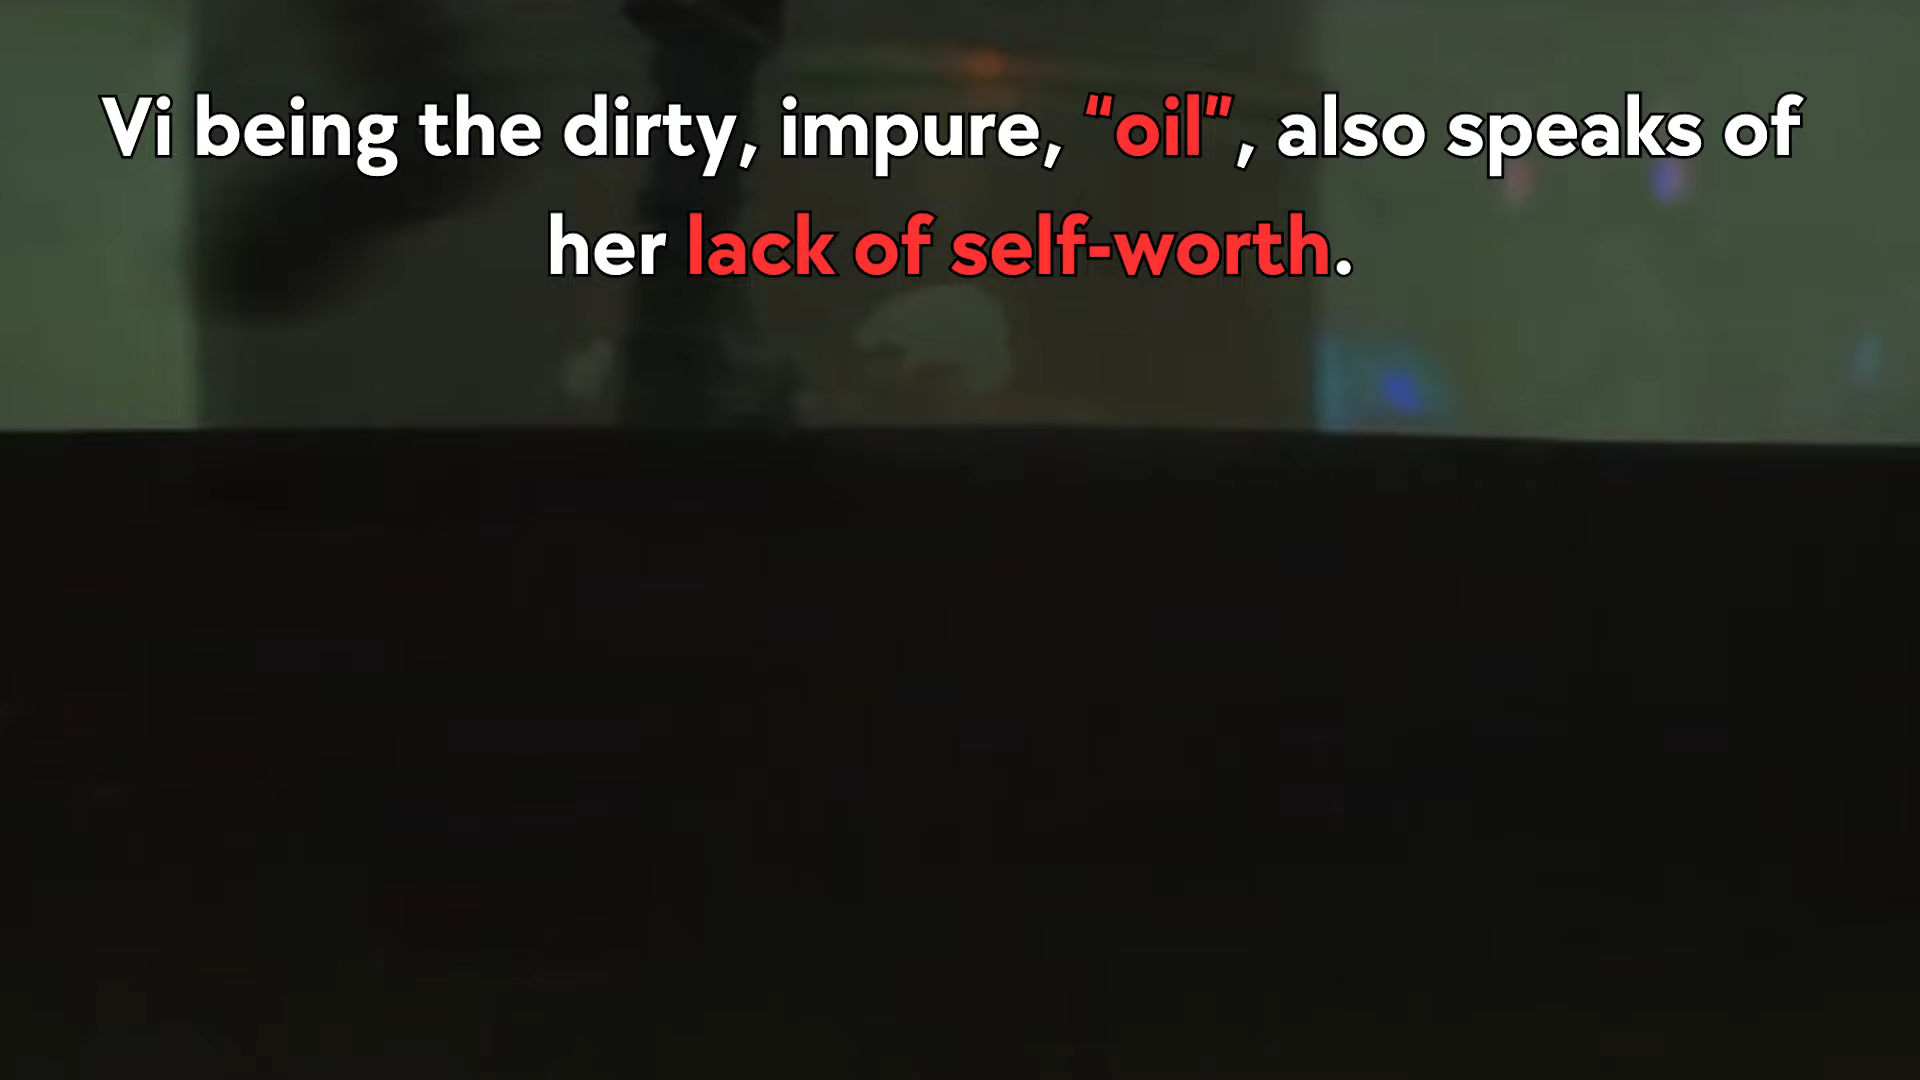 Vi being the dirty, impure, “oil”, also speaks of
her lack of self-worth.